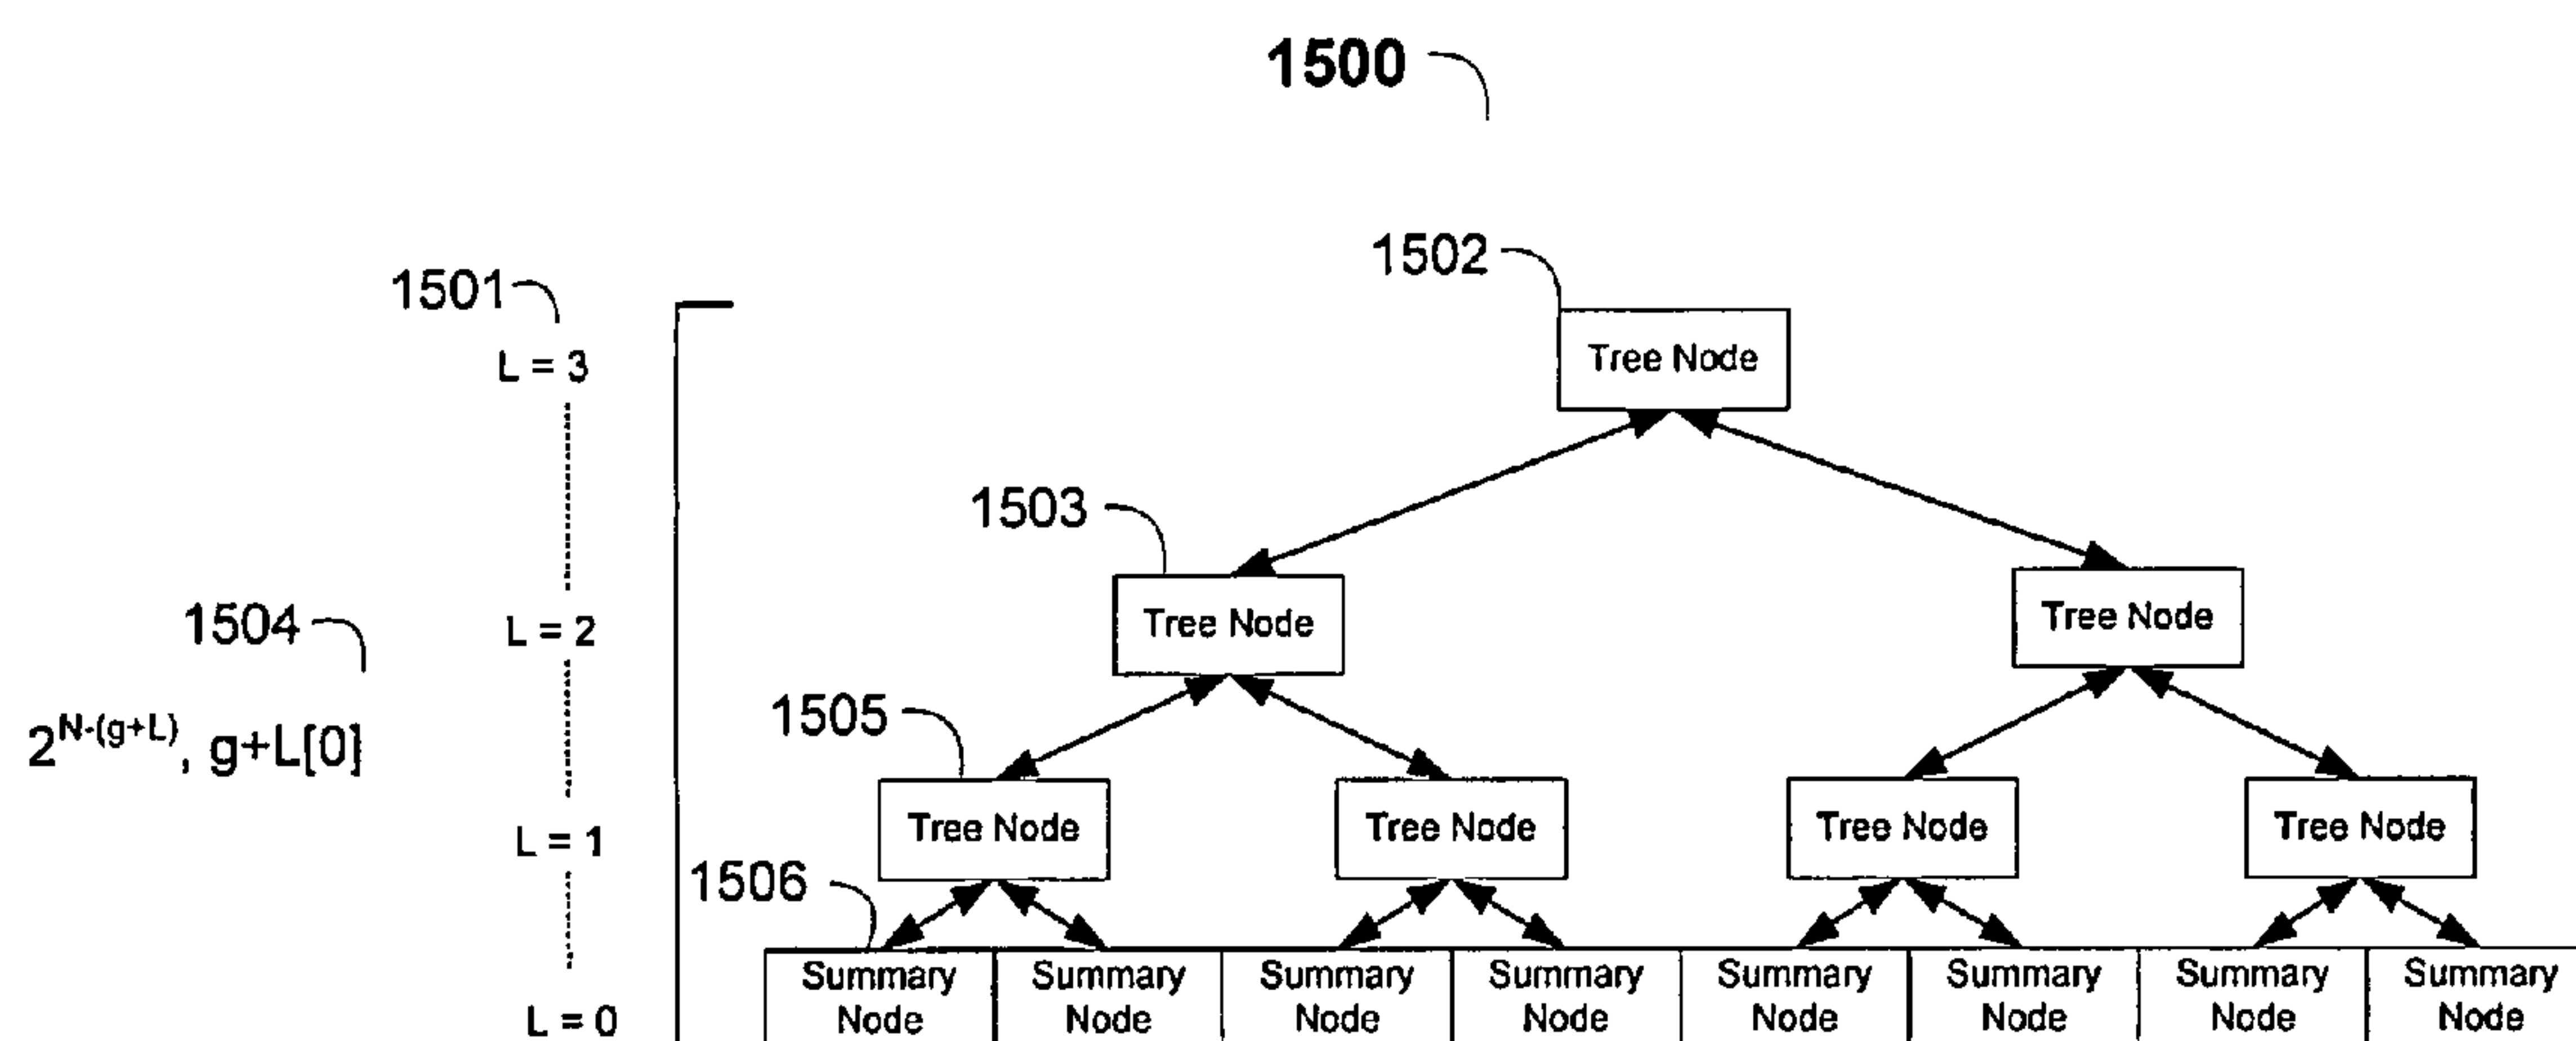 1500
1502
1501
L = 3
Tree Node
1503
1504
L = 2
Tree Node
Tree Node
1505
2^N-(g+L), g+L[0]
L = 1
Tree Node
Tree Node
Tree Node
Tree Node
1506
Summary Node
Summary Node
Summary Node
Summary Node
Summary Node
Summary Node
Summary Node
Summary Node
L = 0